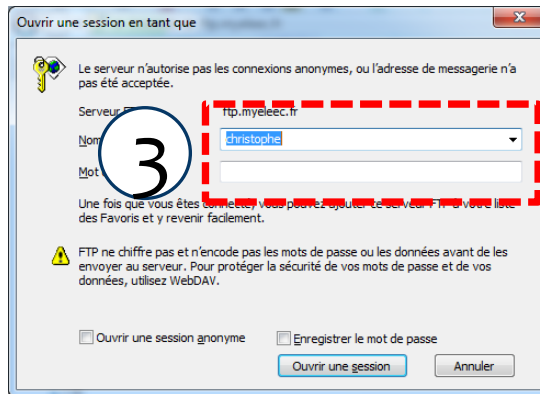 Ouvrir une session en tant que
Le serveur n'autorise pas les connexions anonymes, ou l'adresse de messagerie n'a
pas été acceptée.
Serveur
ftp.myeleec.fr
Nom
christophe
3
Mot
Une fois que vous êtes connecté, vous pouvez ajouter ce serveur FTP à votre liste
des Favoris et y revenir facilement.
FTP ne chiffre pas et n'encode pas les mots de passe ou les données avant de les
envoyer au serveur. Pour protéger la sécurité de vos mots de passe et de vos
données, utilisez WebDAV.
Ouvrir une session anonyme
Enregistrer le mot de passe
Ouvrir une session
Annuler